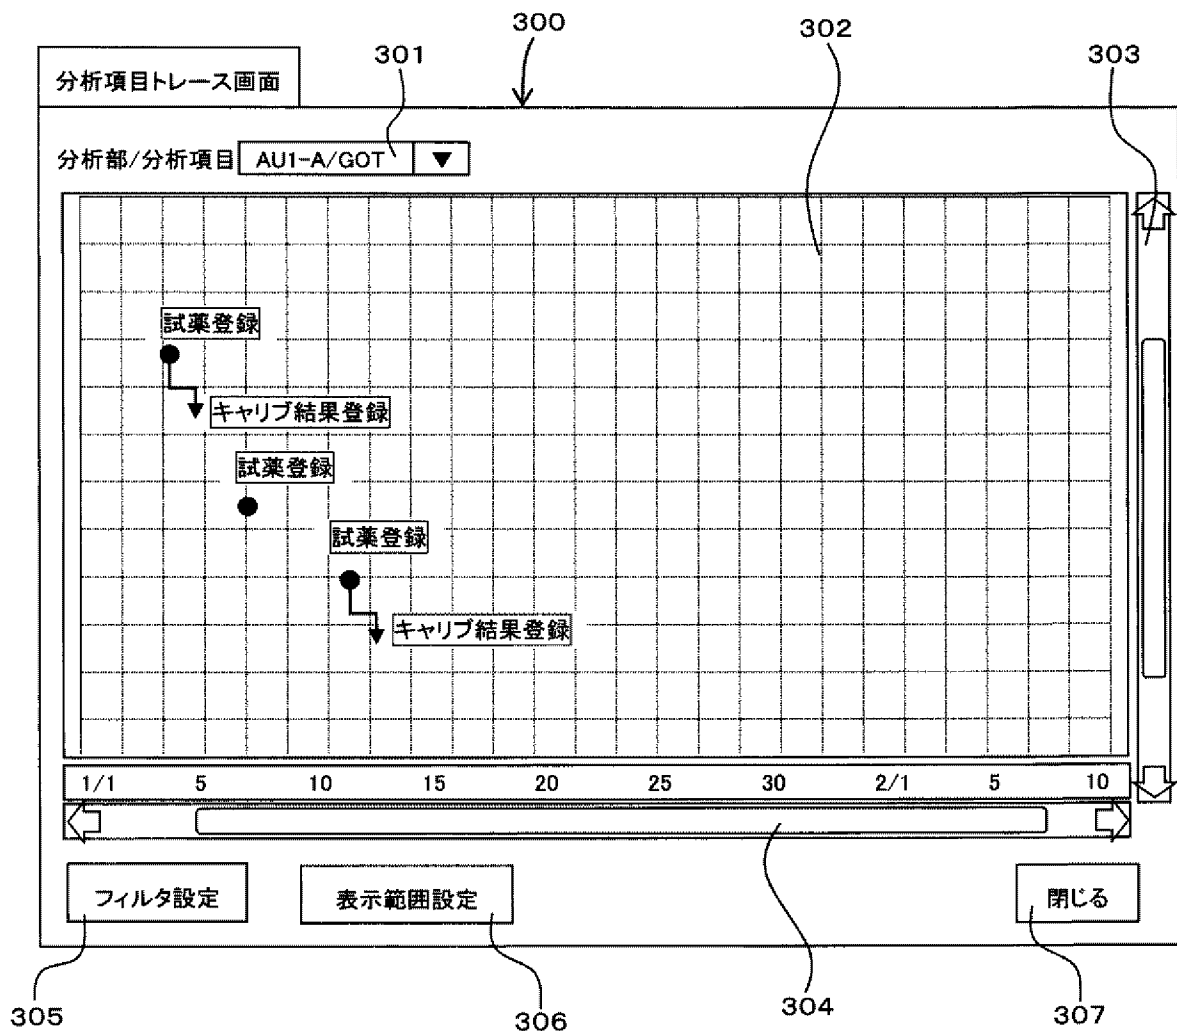 300
302
301
303
分析項目トレース画面
分析部/分析項目 AU1-A/GOT ▼
試薬登録
キャリブ結果登録
試薬登録
試薬登録
キャリブ結果登録
1/1 5 10 15 20 25 30 2/1 5 10
フィルタ設定 表示範囲設定 閉じる
305 306 304 307